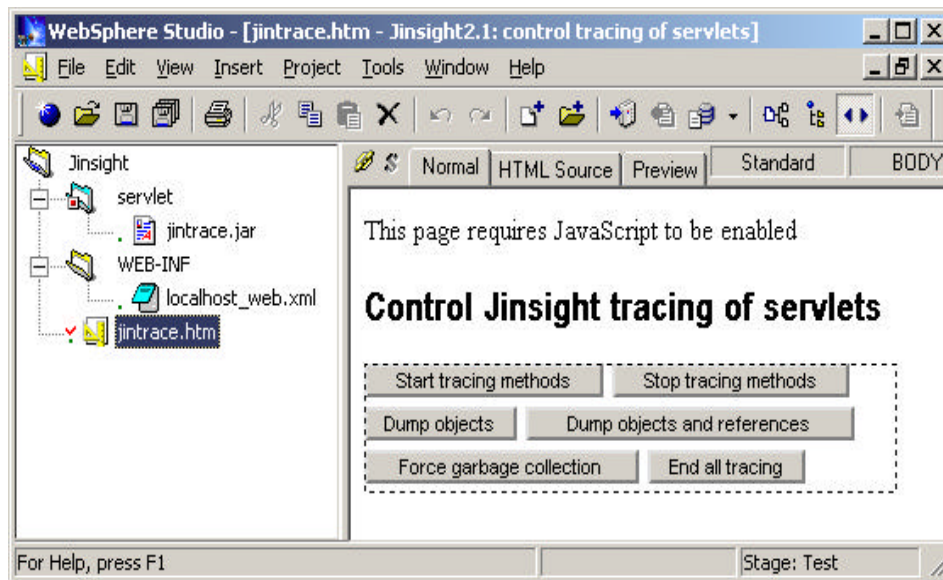 WebSphere Studio - [jintrace.htm - Jinsight2.1: control tracing of servlets]
File Edit View Insert Project Tools Window Help
Jinsight
servlet
jintrace.jar
WEB-INF
localhost_web.xml
jintrace.htm
Normal HTML Source Preview Standard BODY
This page requires JavaScript to be enabled
Control Jinsight tracing of servlets
Start tracing methods Stop tracing methods
Dump objects Dump objects and references
Force garbage collection End all tracing
For Help, press F1 Stage: Test